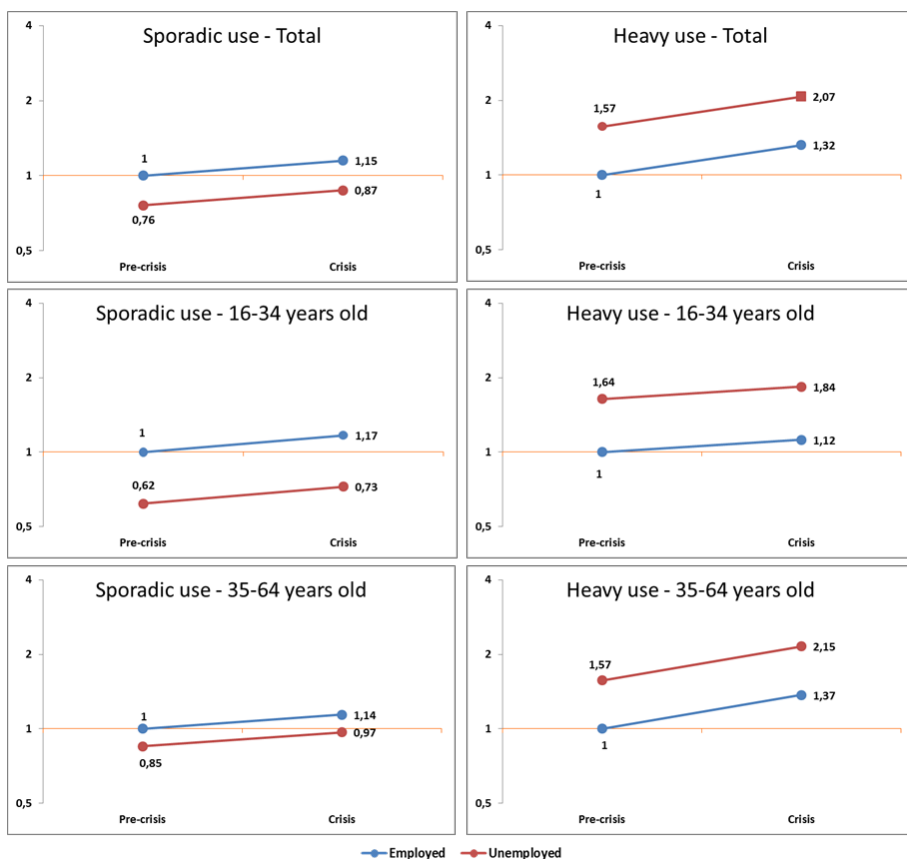 Sporadic use - Total
4
2
1
0,5
1
1,15
0,76
0,87
Pre-crisis
Crisis
Heavy use - Total
4
2
1
0,5
1,57
2,07
1
1,32
Pre-crisis
Crisis
Sporadic use - 16-34 years old
4
2
1
0,5
1
1,17
0,62
0,73
Pre-crisis
Crisis
Heavy use - 16-34 years old
4
2
1
0,5
1,64
1,84
1
1,12
Pre-crisis
Crisis
Sporadic use - 35-64 years old
4
2
1
0,5
1
1,14
0,85
0,97
Pre-crisis
Crisis
Heavy use - 35-64 years old
4
2
1
0,5
1,57
2,15
1
1,37
Pre-crisis
Crisis
Employed
Unemployed